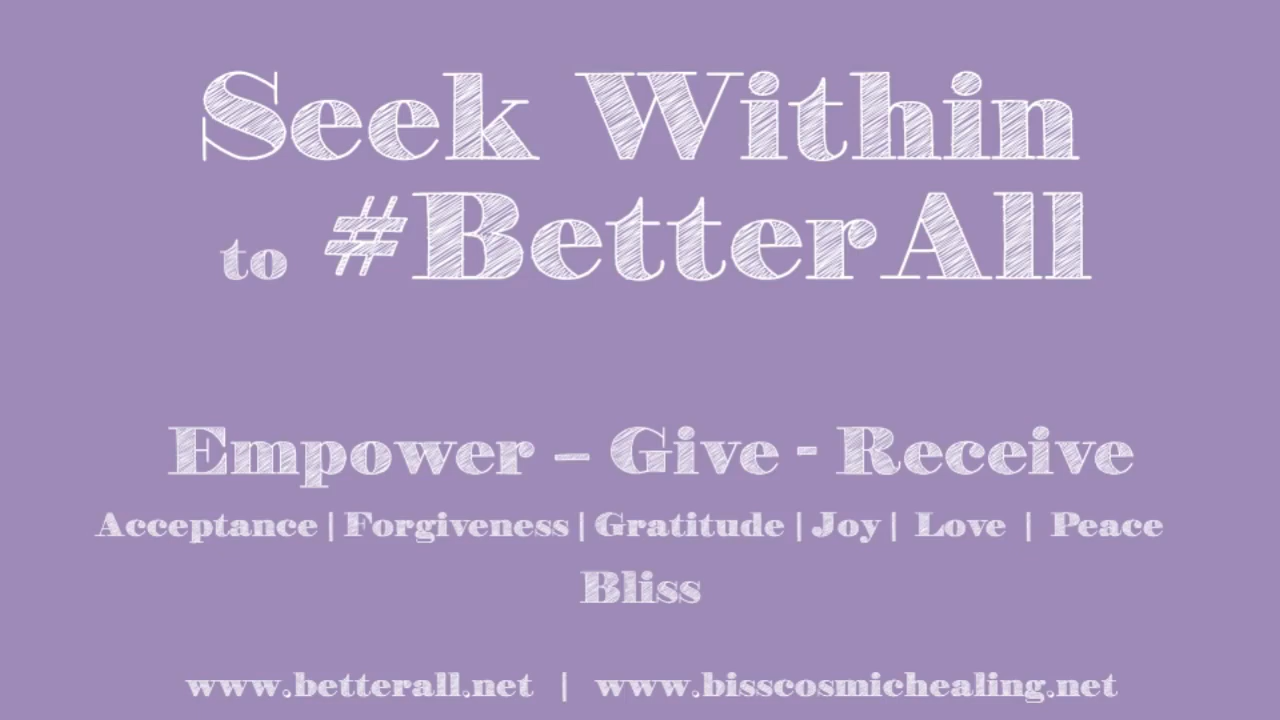 Seek Within
to #BetterAll
Empower – Give - Receive
Acceptance | Forgiveness | Gratitude | Joy | Love | Peace
Bliss
www.betterall.net | www.bisscosmichealing.net